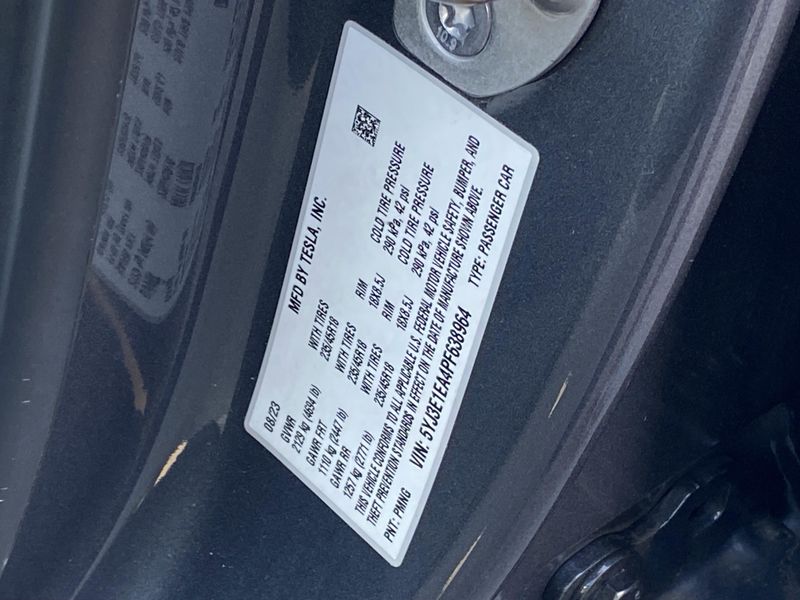 08/23 MFD BY TESLA, INC.
GVWR
2129 kg (4694 lb) WITH TIRES RIM COLD TIRE PRESSURE
GAWR FRT 235/45R18 18X8.5J 290 kPa, 42 psi
1110 kg (2447 lb) WITH TIRES RIM COLD TIRE PRESSURE
GAWR RR 235/45R18 18X8.5J 290 kPa, 42 psi
1257 kg (2771 lb) WITH TIRES
235/45R18
THIS VEHICLE CONFORMS TO ALL APPLICABLE U.S. FEDERAL MOTOR VEHICLE SAFETY, BUMPER, AND
THEFT PREVENTION STANDARDS IN EFFECT ON THE DATE OF MANUFACTURE SHOWN ABOVE.
PNT: PMNG VIN: 5YJ3E1EA4PF638964 TYPE: PASSENGER CAR
10.9